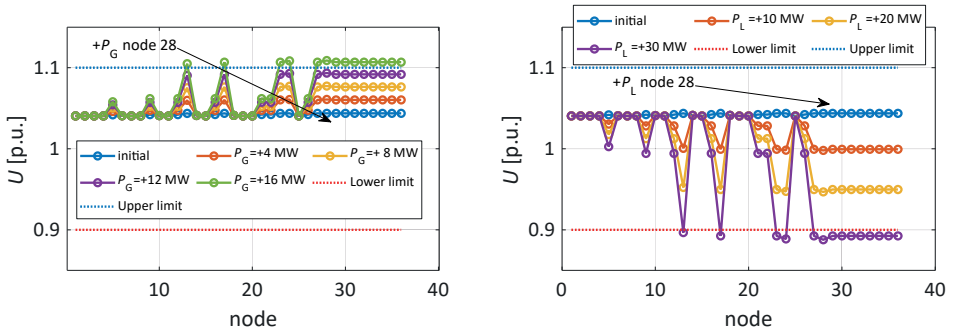 +P_G node 28
1.1
1
0.9
U [p.u.]
initial
P_G=+4 MW
P_G=+ 8 MW
P_G=+12 MW
P_G=+16 MW
Lower limit
Upper limit
10
20
30
40
node
initial
P_L =+10 MW
P_L =+20 MW
P_L =+30 MW
Lower limit
Upper limit
+P_L node 28
1.1
1
0.9
U [p.u.]
0
10
20
30
40
node